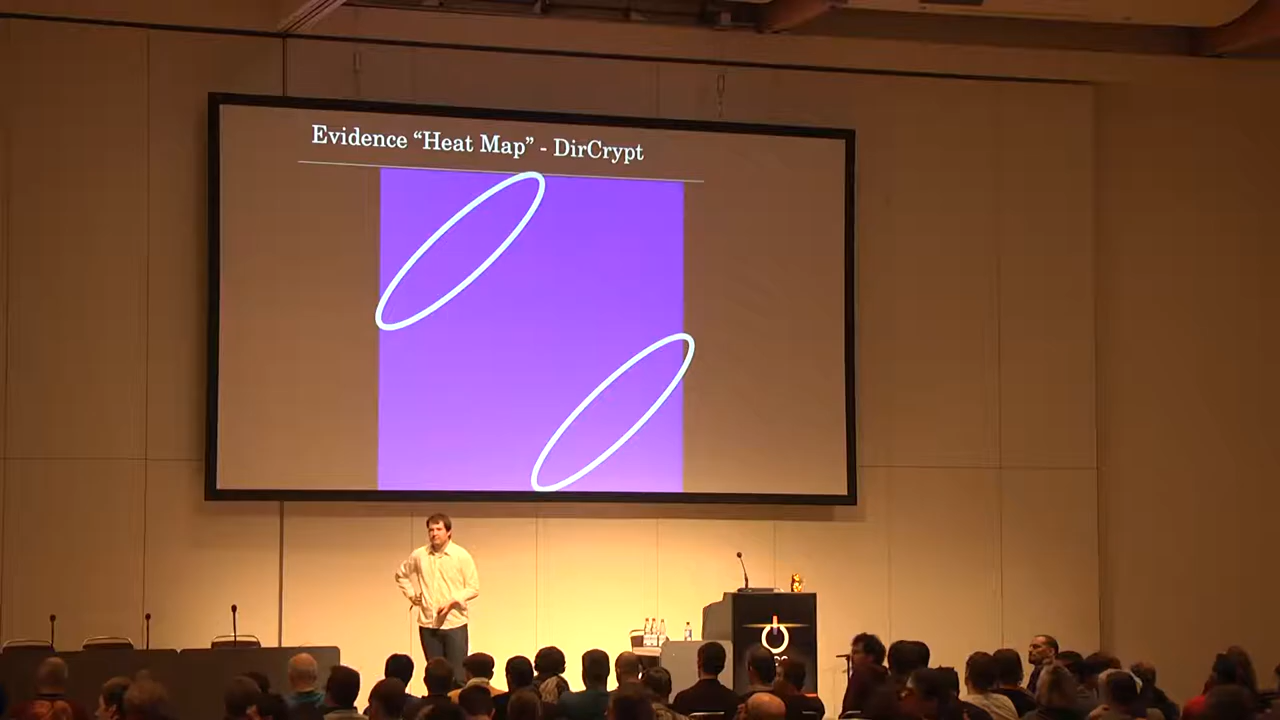 Evidence “Heat Map” - DirCrypt